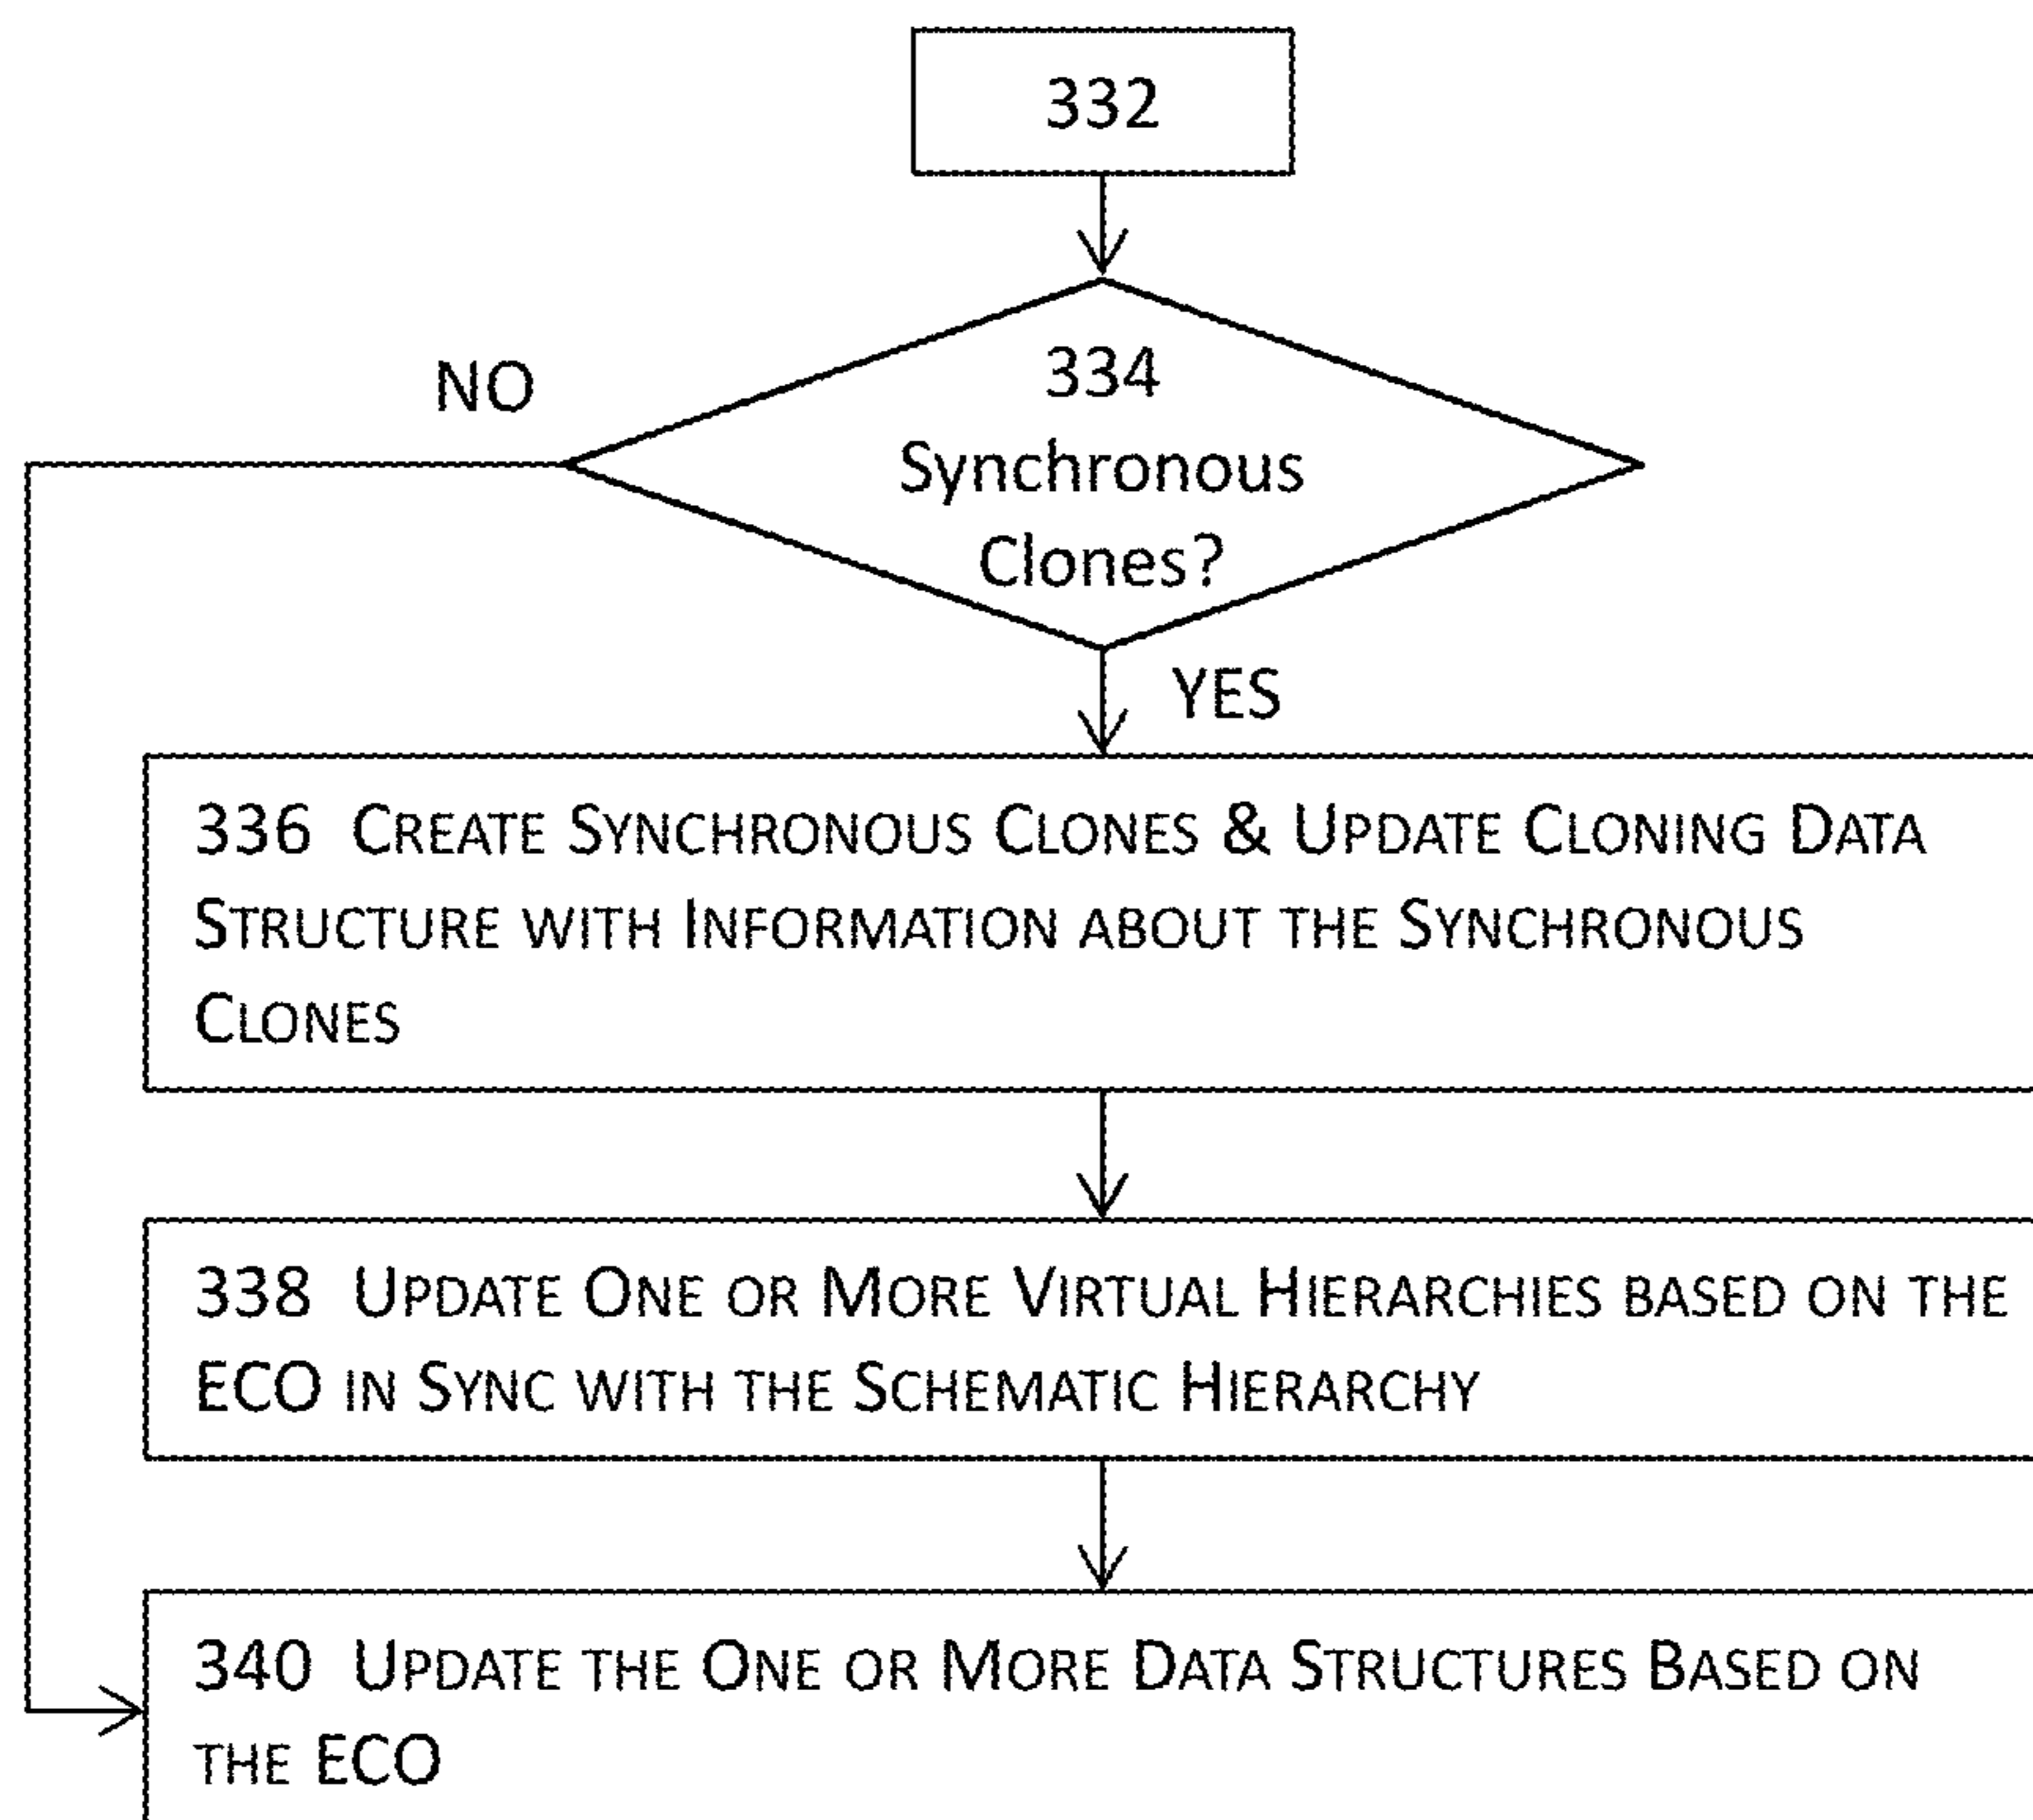 332
334
Synchronous
Clones?
NO
YES
336 CREATE SYNCHRONOUS CLONES & UPDATE CLONING DATA
STRUCTURE WITH INFORMATION ABOUT THE SYNCHRONOUS
CLONES
338 UPDATE ONE OR MORE VIRTUAL HIERARCHIES BASED ON THE
ECO IN SYNC WITH THE SCHEMATIC HIERARCHY
340 UPDATE THE ONE OR MORE DATA STRUCTURES BASED ON
THE ECO